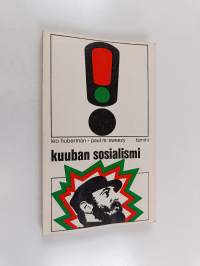 leo huberman - paul m. sweezy tammi
kuuban sosialismi